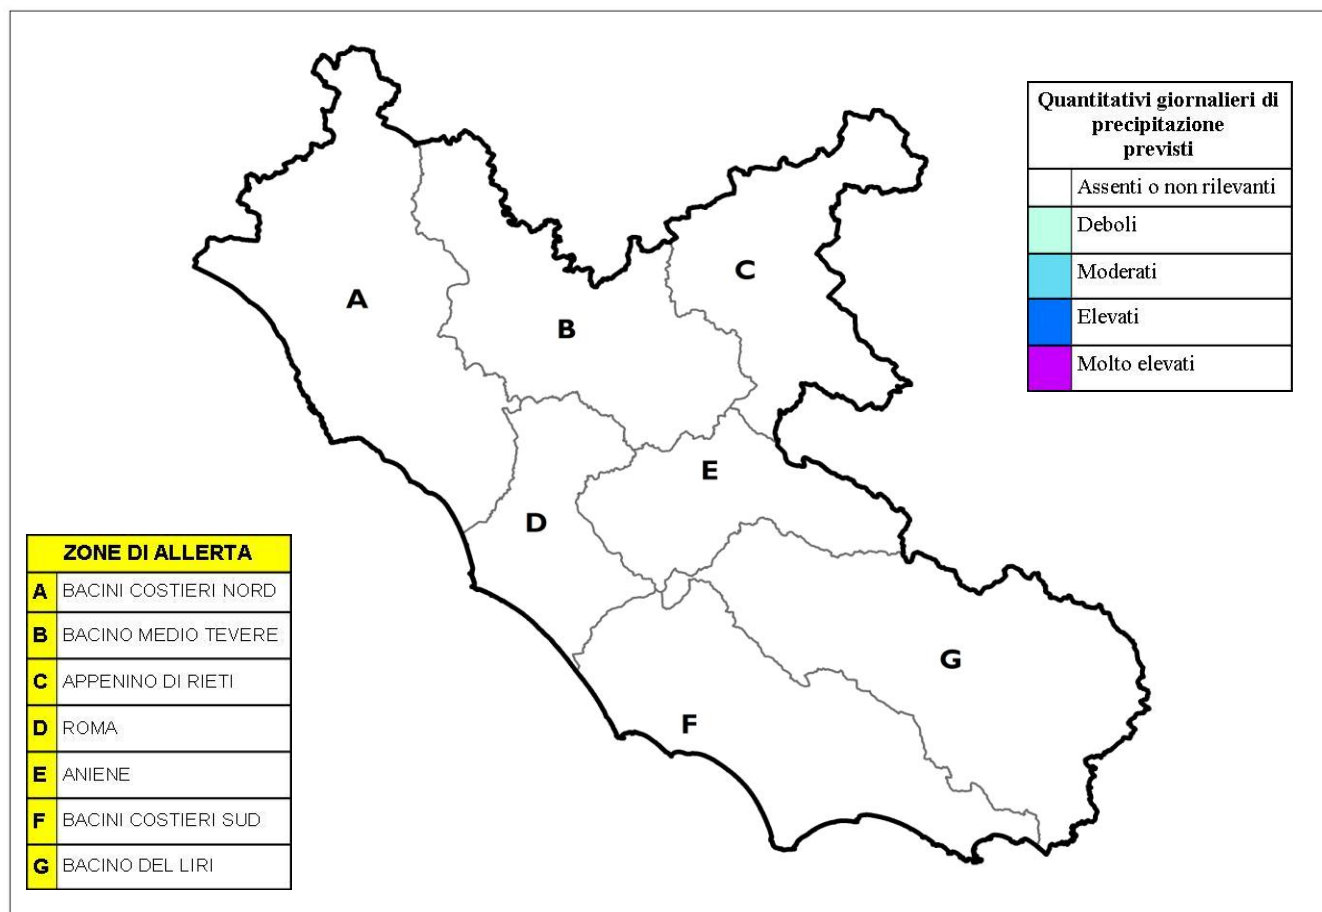 Quantitativi giornalieri di
precipitazione
previsti
Assenti o non rilevanti
Deboli
Moderati
Elevati
Molto elevati
A
B
C
D
E
F
G
ZONE DI ALLERTA
A BACINI COSTIERI NORD
B BACINO MEDIO TEVERE
C APPENINO DI RIETI
D ROMA
E ANIENE
F BACINI COSTIERI SUD
G BACINO DEL LIRI